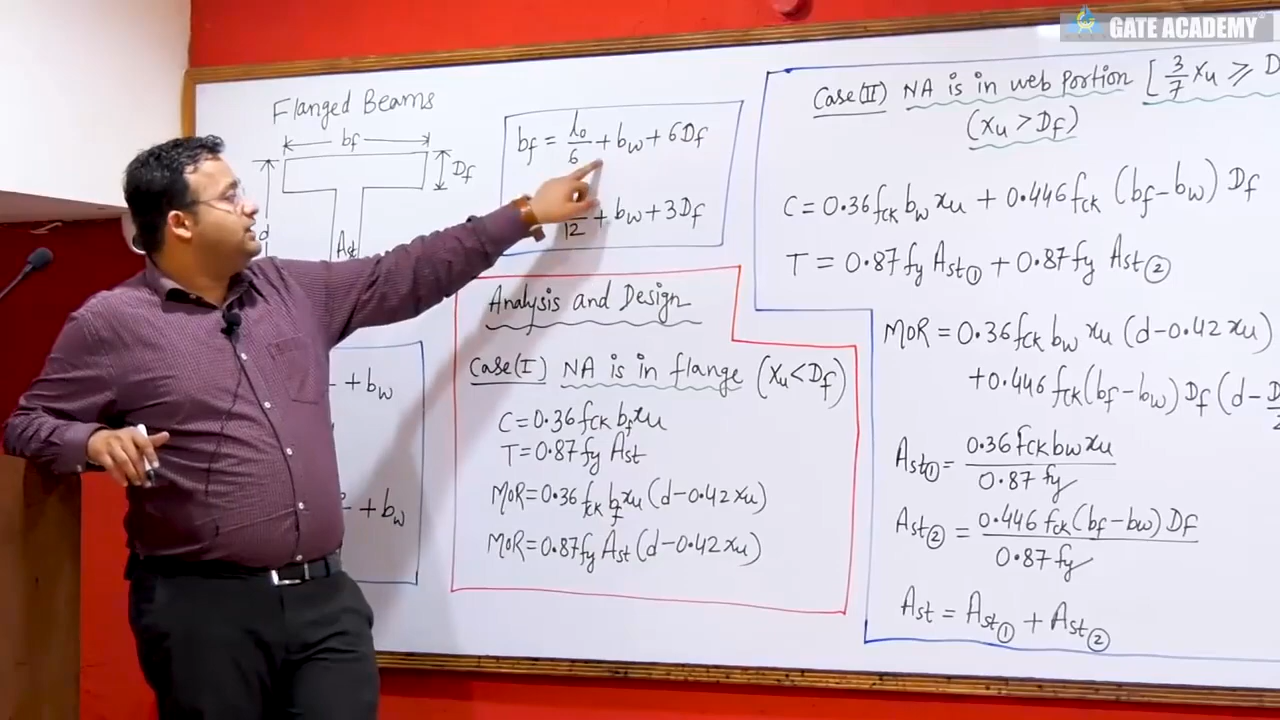 GATE ACADEMY
Flanged Beams
bf
Df
d
Ast
bf = l₀/6 + bw + 6Df
/12 + bw + 3Df
+ bw
+ bw
Analysis and Design
Case(I) NA is in flange (xu < Df)
C = 0.36 fck bf xu
T = 0.87 fy Ast
MOR = 0.36 fck bf xu (d - 0.42 xu)
MOR = 0.87 fy Ast (d - 0.42 xu)
Case(II) NA is in web portion [ 3/7 xu ⩾ D
(xu > Df)
C = 0.36 fck bw xu + 0.446 fck (bf - bw) Df
T = 0.87 fy Ast① + 0.87 fy Ast②
MOR = 0.36 fck bw xu (d - 0.42 xu)
+ 0.446 fck (bf - bw) Df (d - D/2
Ast① = 0.36 fck bw xu / 0.87 fy
Ast② = 0.446 fck (bf - bw) Df / 0.87 fy
Ast = Ast① + Ast②